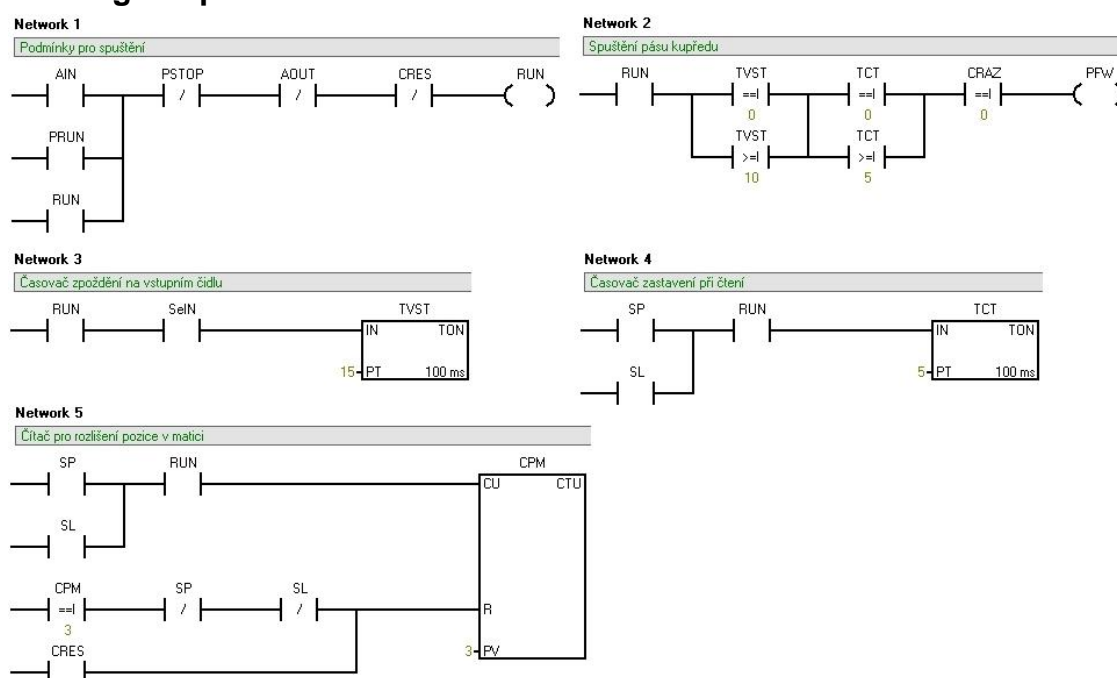 Network 1
Podmínky pro spuštění
AIN PSTOP AOUT CRES RUN
/ / /
PRUN
RUN
Network 2
Spuštění pásu kupředu
RUN TVST TCT CRAZ PFW
==I ==I ==I
0 0 0
TVST TCT
>=I >=I
10 5
Network 3
Časovač zpoždění na vstupním čidlu
RUN SeIN TVST
IN TON
15 PT 100 ms
Network 4
Časovač zastavení při čtení
SP RUN TCT
IN TON
SL
5 PT 100 ms
Network 5
Čítač pro rozlišení pozice v matici
SP RUN CPM
CU CTU
SL
CPM SP SL
==I / / R
3
CRES
3 PV